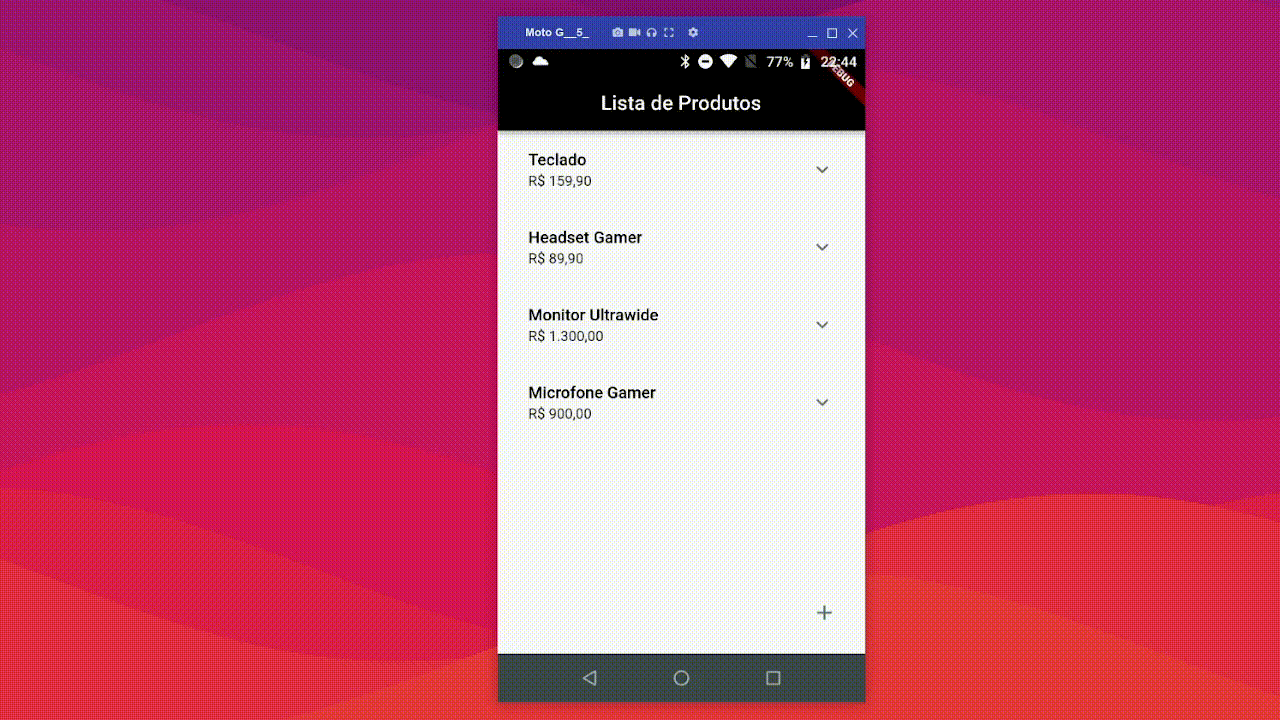 Moto G__5_
77% 22:44
DEBUG
Lista de Produtos
Teclado
R$ 159,90
Headset Gamer
R$ 89,90
Monitor Ultrawide
R$ 1.300,00
Microfone Gamer
R$ 900,00